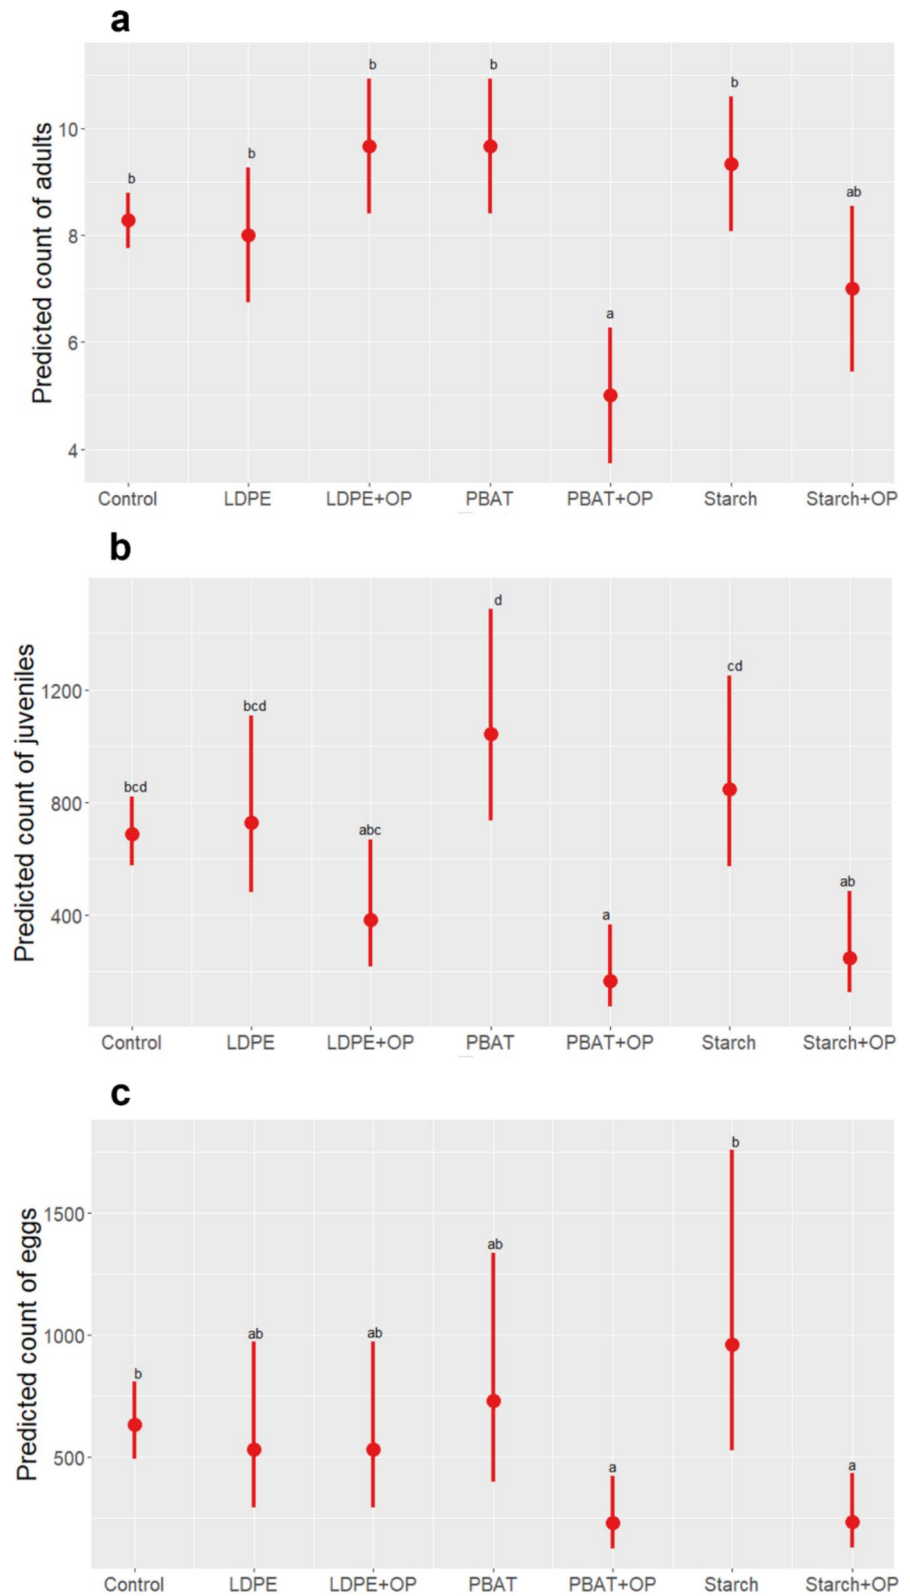 a
Predicted count of adults
10
8
6
4
b
b
b
b
a
b
ab
Control
LDPE
LDPE+OP
PBAT
PBAT+OP
Starch
Starch+OP
b
Predicted count of juveniles
1200
800
400
bcd
bcd
abc
d
a
cd
ab
Control
LDPE
LDPE+OP
PBAT
PBAT+OP
Starch
Starch+OP
c
Predicted count of eggs
1500
1000
500
b
ab
ab
ab
a
b
a
Control
LDPE
LDPE+OP
PBAT
PBAT+OP
Starch
Starch+OP